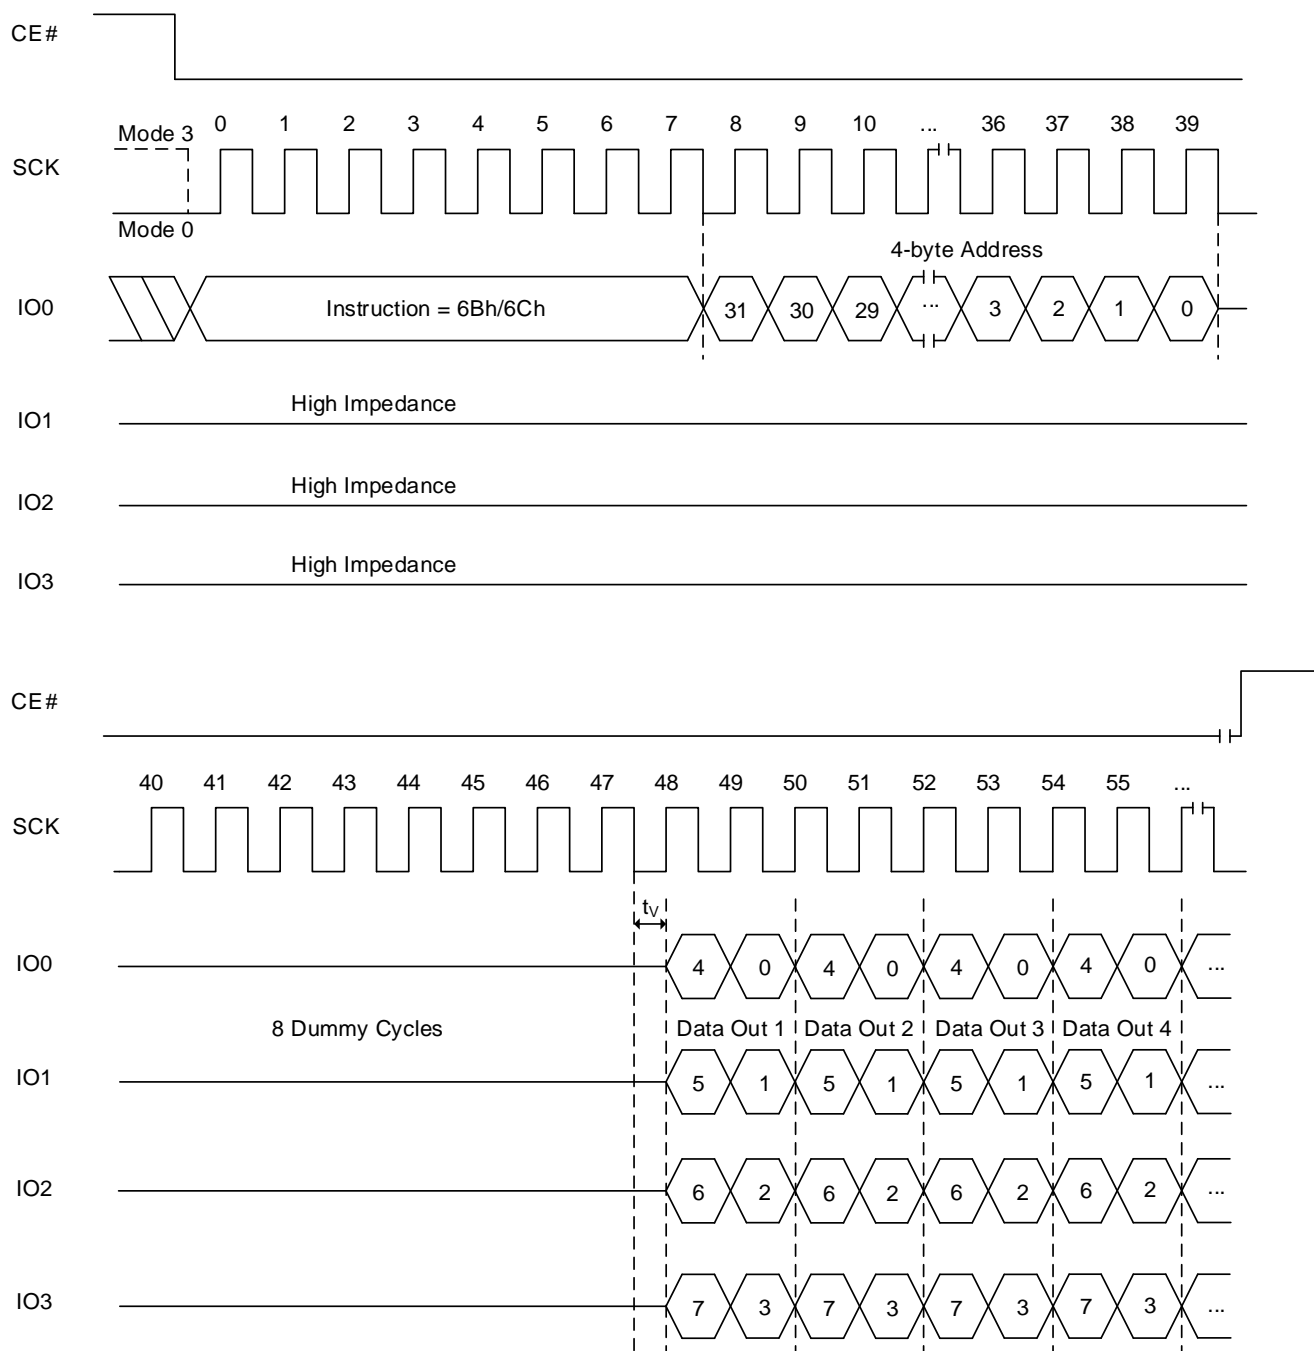 CE#
Mode 3 0 1 2 3 4 5 6 7 8 9 10 ... 36 37 38 39
SCK
Mode 0
4-byte Address
IO0 Instruction = 6Bh/6Ch 31 30 29 ... 3 2 1 0
High Impedance
IO1
High Impedance
IO2
High Impedance
IO3
CE#
40 41 42 43 44 45 46 47 48 49 50 51 52 53 54 55 ...
SCK
tV
IO0 4 0 4 0 4 0 4 0 ...
8 Dummy Cycles Data Out 1 Data Out 2 Data Out 3 Data Out 4
IO1 5 1 5 1 5 1 5 1 ...
IO2 6 2 6 2 6 2 6 2 ...
IO3 7 3 7 3 7 3 7 3 ...